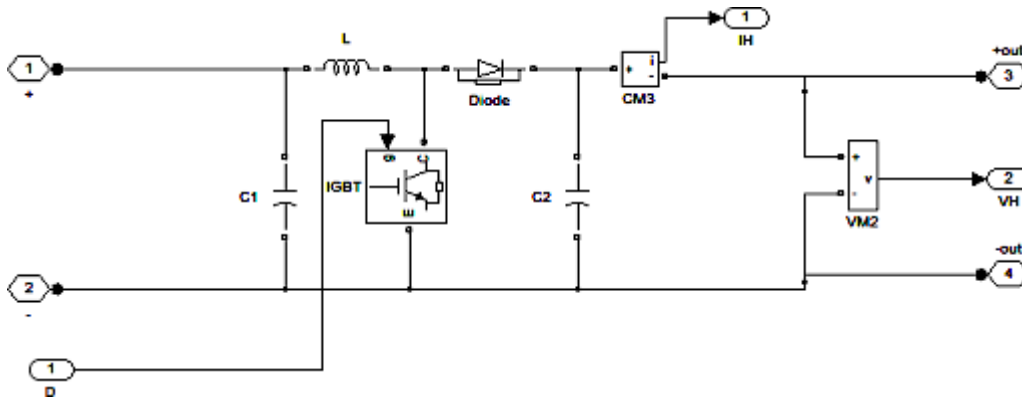 1
IH
L
+out
1
+
i
-
3
+
Diode
CM3
g
C
+
IGBT
C1
C2
v
2
-
VH
E
VM2
-out
2
4
-
1
D